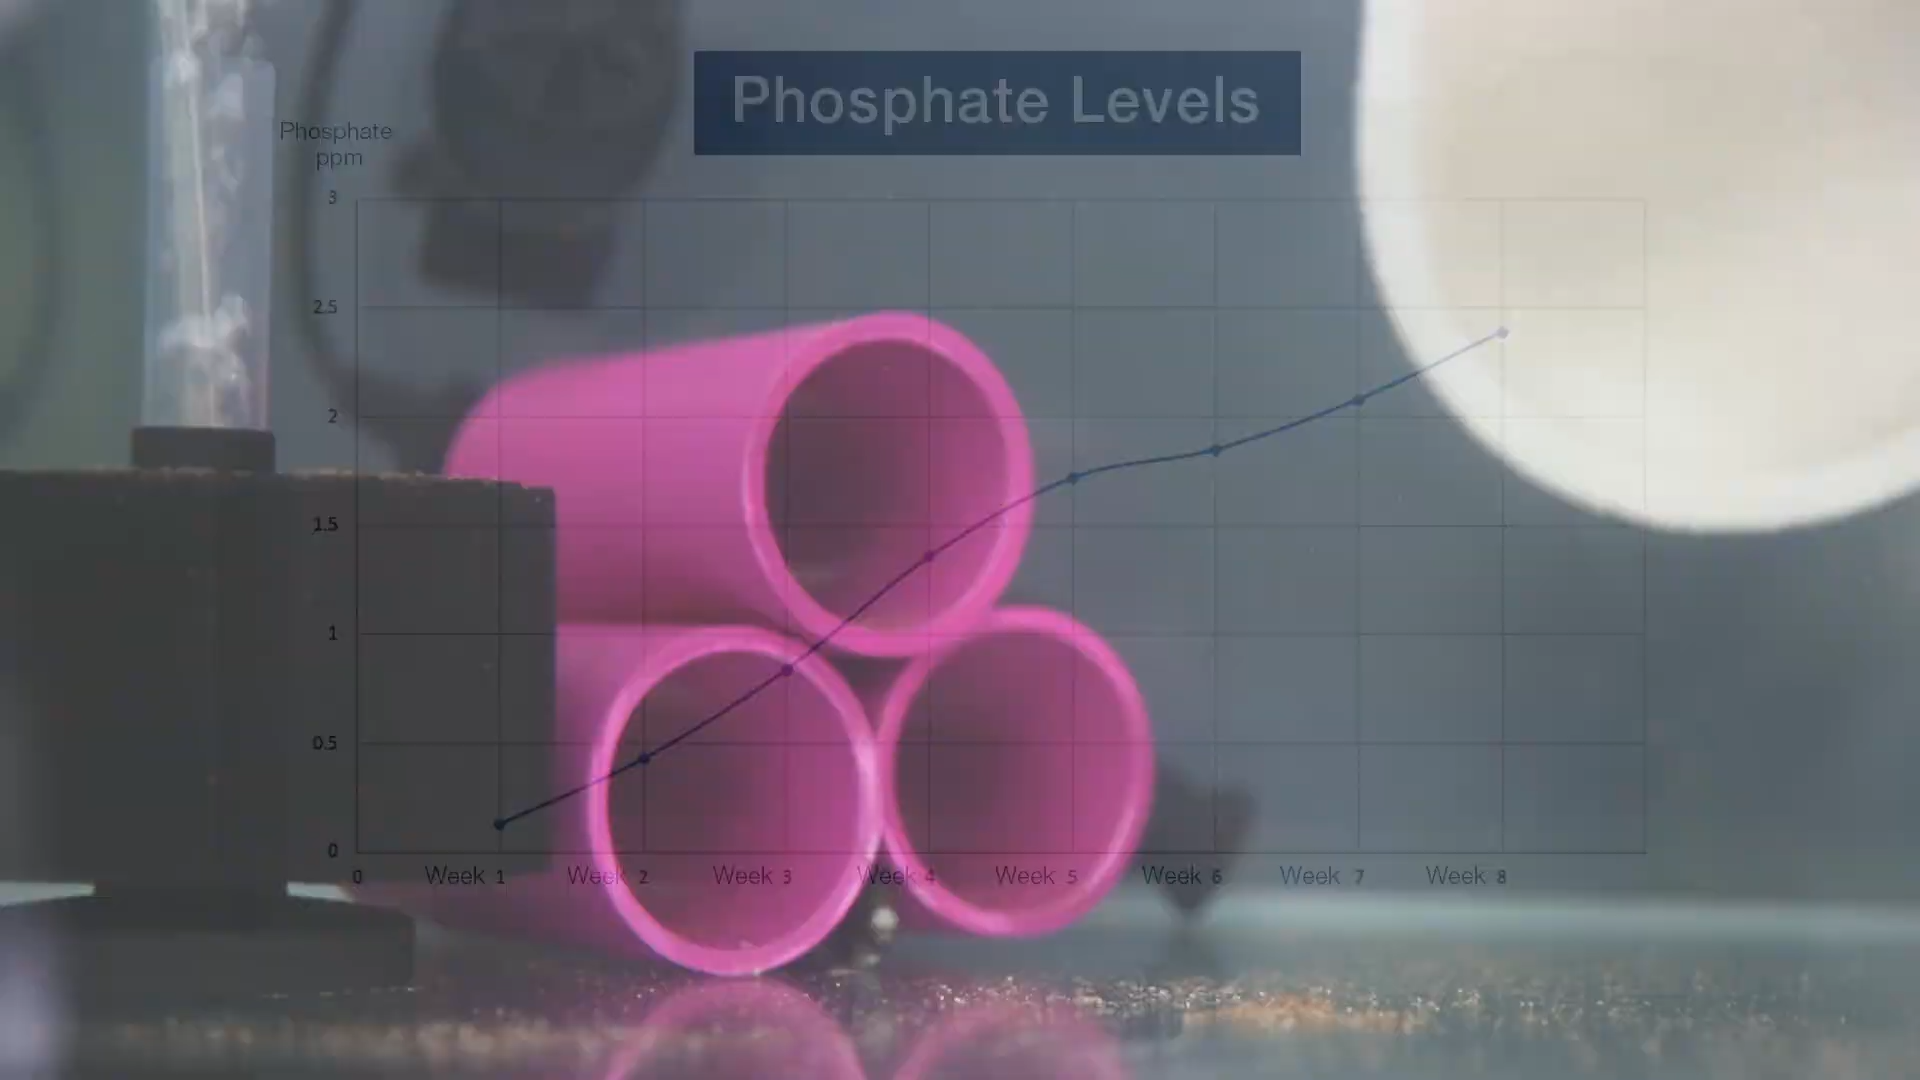 Phosphate Levels
Phosphate
ppm
3
2.5
2
1.5
1
0.5
0
0 Week 1 Week 2 Week 3 Week 4 Week 5 Week 6 Week 7 Week 8